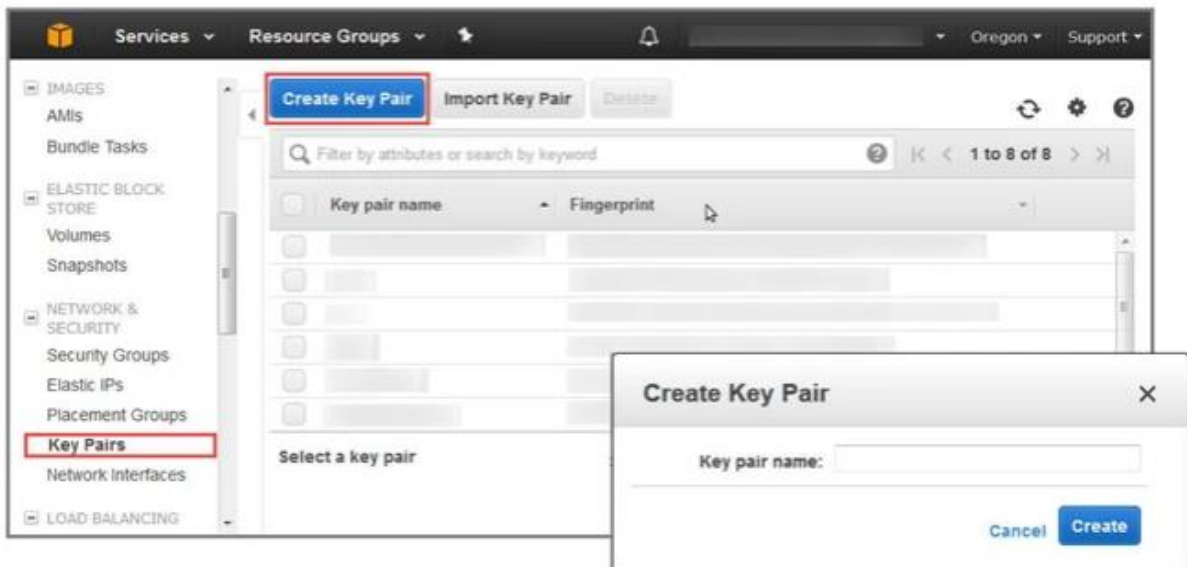 Services Resource Groups Oregon Support
IMAGES
AMIs
Bundle Tasks
ELASTIC BLOCK
STORE
Volumes
Snapshots
NETWORK &
SECURITY
Security Groups
Elastic IPs
Placement Groups
Key Pairs
Network Interfaces
LOAD BALANCING
Create Key Pair Import Key Pair Delete
Filter by attributes or search by keyword
1 to 8 of 8
Key pair name Fingerprint
Select a key pair
Create Key Pair
Key pair name:
Cancel Create